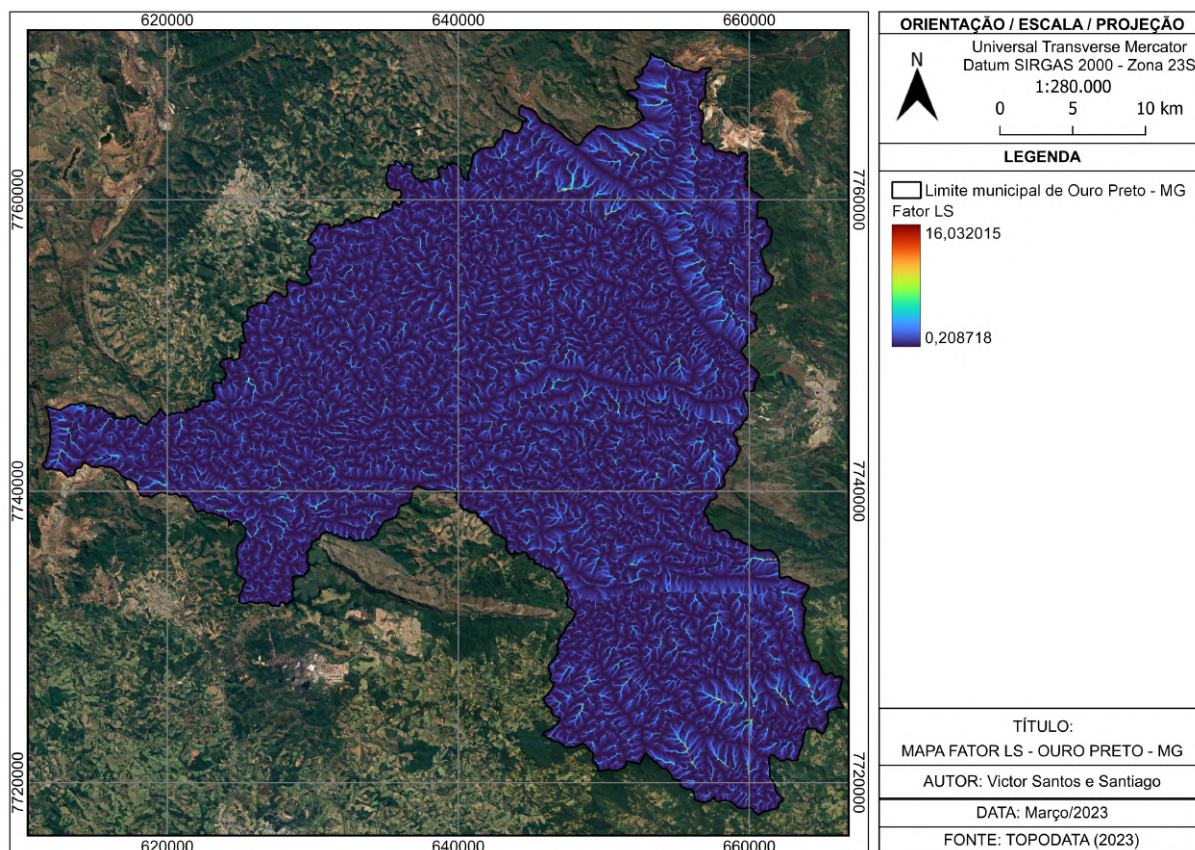 620000
640000
660000
7760000
7760000
7740000
7740000
7720000
7720000
620000
640000
660000
ORIENTAÇÃO / ESCALA / PROJEÇÃO
N
Universal Transverse Mercator
Datum SIRGAS 2000 - Zona 23S
1:280.000
0 5 10 km
LEGENDA
Limite municipal de Ouro Preto - MG
Fator LS
16,032015
0,208718
TÍTULO:
MAPA FATOR LS - OURO PRETO - MG
AUTOR: Victor Santos e Santiago
DATA: Março/2023
FONTE: TOPODATA (2023)